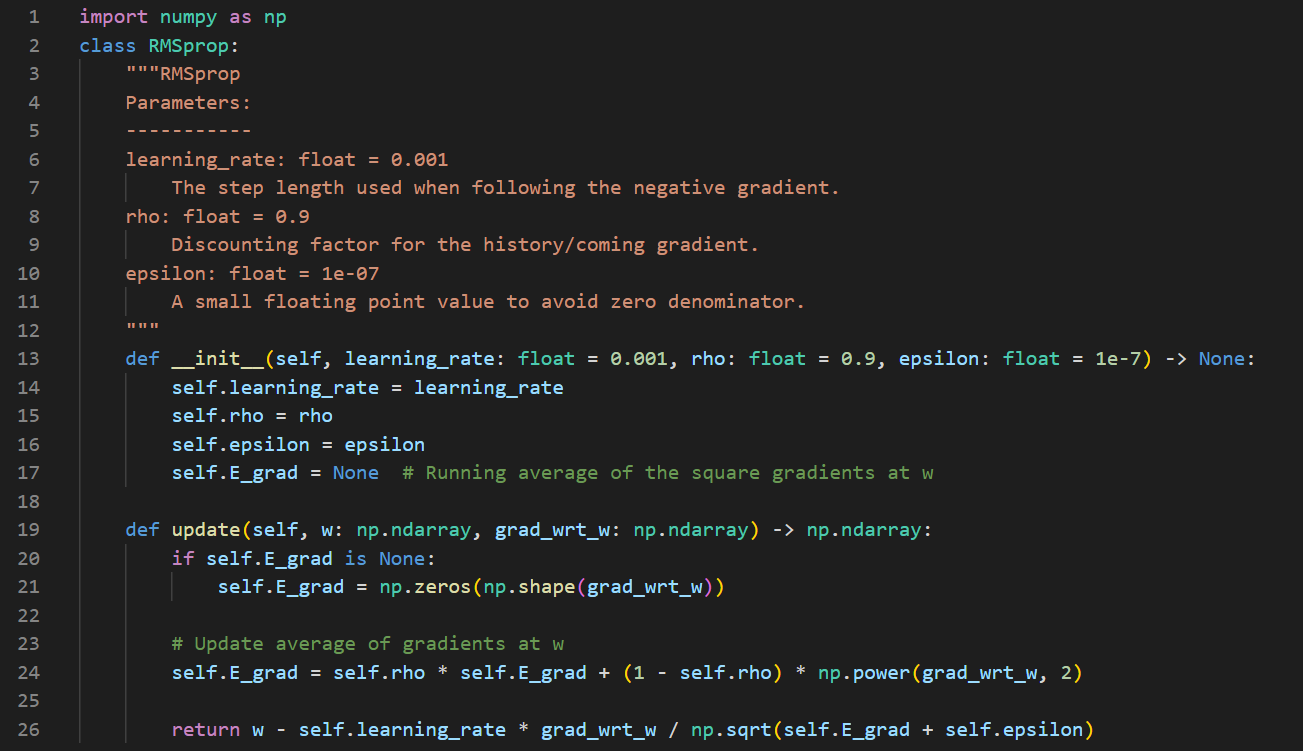 1 import numpy as np
2 class RMSprop:
3     """RMSprop
4     Parameters:
5     -----------
6     learning_rate: float = 0.001
7         The step length used when following the negative gradient.
8     rho: float = 0.9
9         Discounting factor for the history/coming gradient.
10     epsilon: float = 1e-07
11         A small floating point value to avoid zero denominator.
12     """
13     def __init__(self, learning_rate: float = 0.001, rho: float = 0.9, epsilon: float = 1e-7) -> None:
14         self.learning_rate = learning_rate
15         self.rho = rho
16         self.epsilon = epsilon
17         self.E_grad = None  # Running average of the square gradients at w
18
19     def update(self, w: np.ndarray, grad_wrt_w: np.ndarray) -> np.ndarray:
20         if self.E_grad is None:
21             self.E_grad = np.zeros(np.shape(grad_wrt_w))
22
23         # Update average of gradients at w
24         self.E_grad = self.rho * self.E_grad + (1 - self.rho) * np.power(grad_wrt_w, 2)
25
26         return w - self.learning_rate * grad_wrt_w / np.sqrt(self.E_grad + self.epsilon)